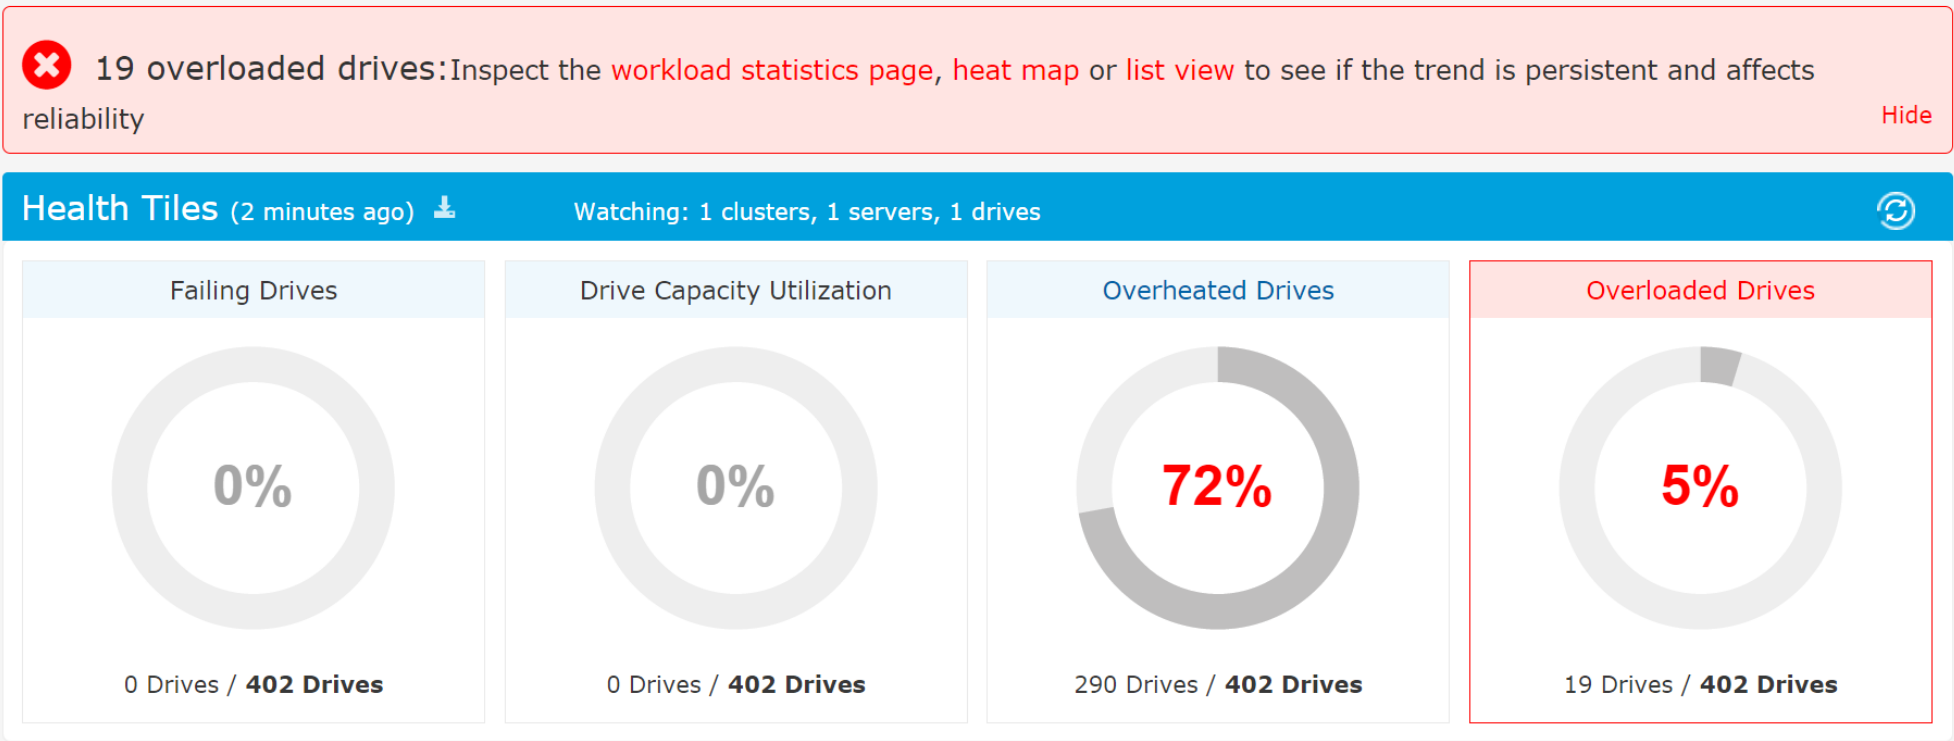 19 overloaded drives:Inspect the workload statistics page, heat map or list view to see if the trend is persistent and affects
reliability
Hide
Health Tiles (2 minutes ago)
Watching: 1 clusters, 1 servers, 1 drives
Failing Drives
0%
0 Drives / 402 Drives
Drive Capacity Utilization
0%
0 Drives / 402 Drives
Overheated Drives
72%
290 Drives / 402 Drives
Overloaded Drives
5%
19 Drives / 402 Drives